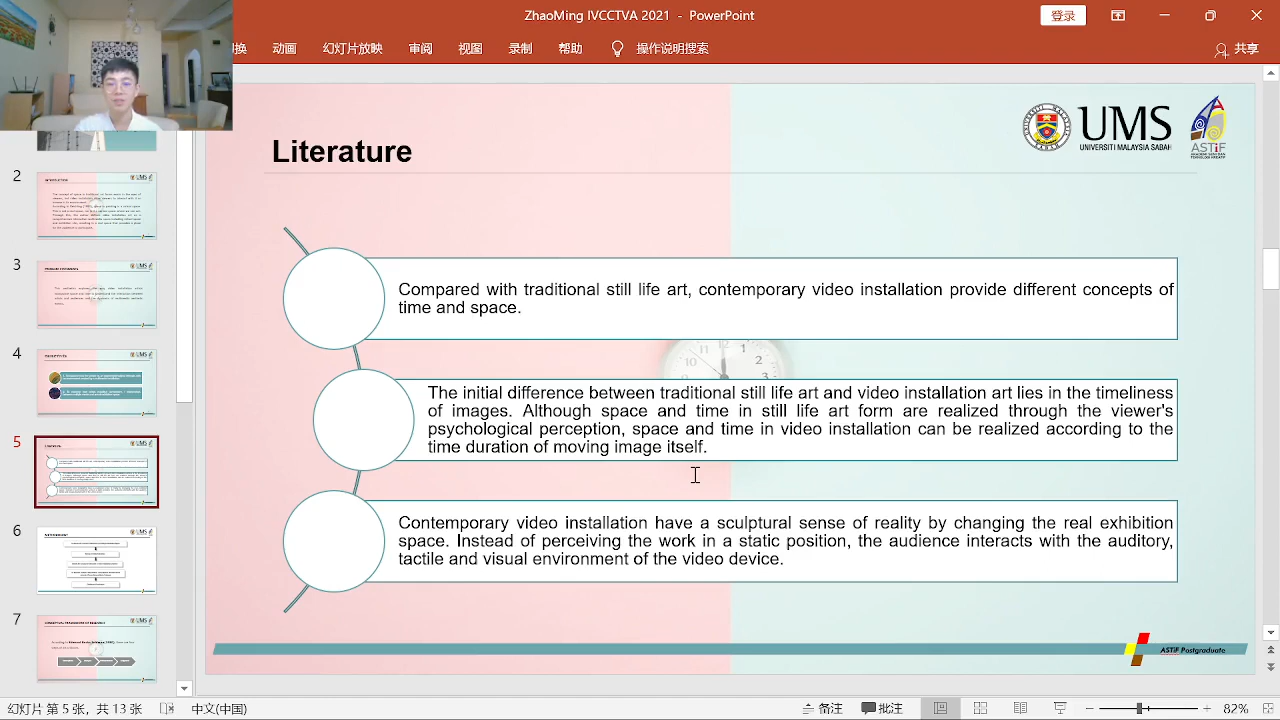 ZhaoMing IVCCTVA 2021 - PowerPoint
登录
换 动画 幻灯片放映 审阅 视图 录制 帮助 操作说明搜索 共享
UMS
UNIVERSITI MALAYSIA SABAH
ASTiF
Literature
Compared with traditional still life art, contemporary video installation provide different concepts of
time and space.
The initial difference between traditional still life art and video installation art lies in the timeliness
of images. Although space and time in still life art form are realized through the viewer's
psychological perception, space and time in video installation can be realized according to the
time duration of moving image itself.
Contemporary video installation have a sculptural sense of reality by changing the real exhibition
space. Instead of perceiving the work in a static position, the audience interacts with the auditory,
tactile and visual environment of the video device.
ASTiF Postgraduate
2
3
4
5
6
7
幻灯片 第 5 张，共 13 张
中文(中国)
备注
批注
82%